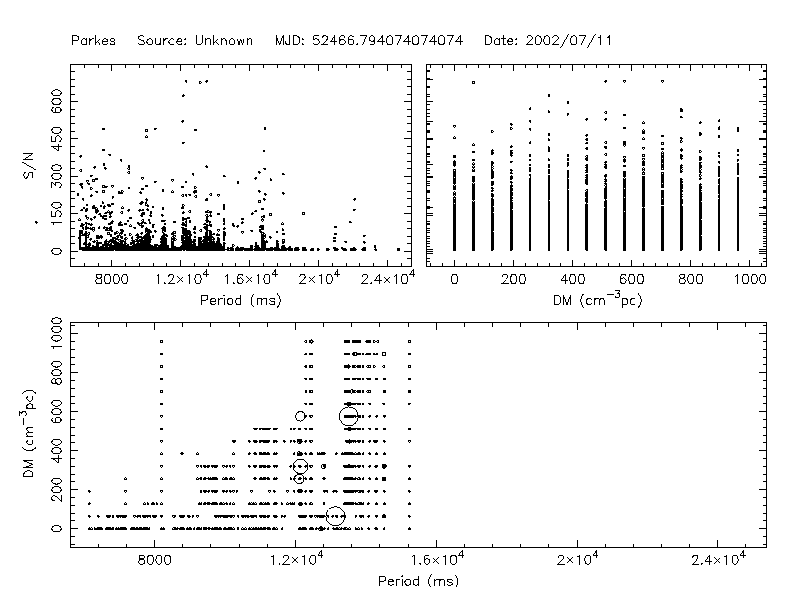 Parkes Source: Unknown MJD: 52466.794074074074 Date: 2002/07/11
S/N
600
450
300
150
0
8000 1.2×10⁴ 1.6×10⁴ 2×10⁴ 2.4×10⁴
Period (ms)
0 200 400 600 800 1000
DM (cm⁻³pc)
DM (cm⁻³pc)
1000
800
600
400
200
0
8000 1.2×10⁴ 1.6×10⁴ 2×10⁴ 2.4×10⁴
Period (ms)